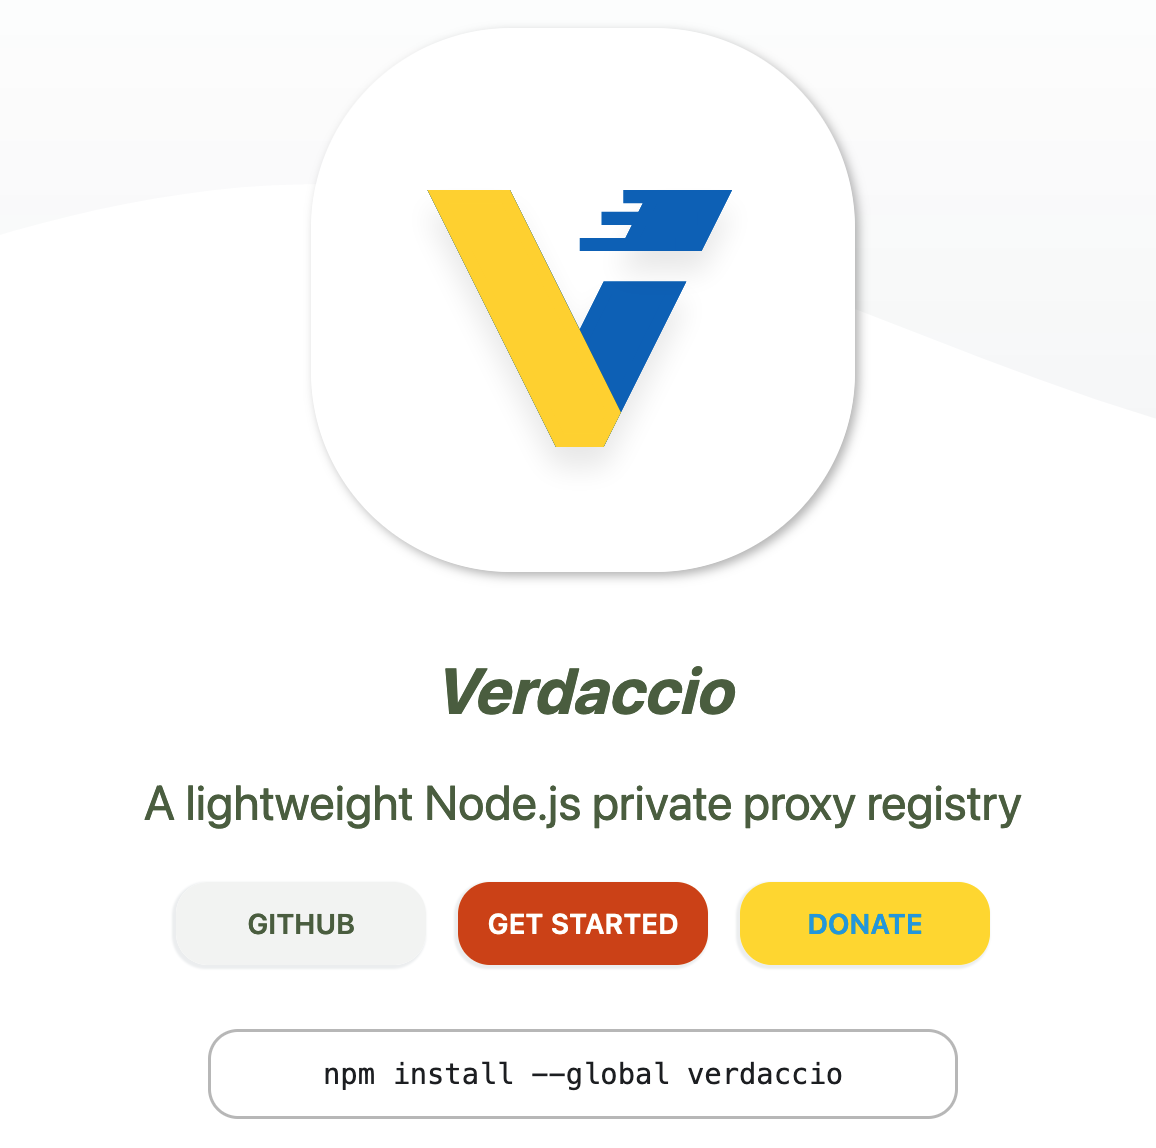 Verdaccio
A lightweight Node.js private proxy registry
GITHUB
GET STARTED
DONATE
npm install --global verdaccio